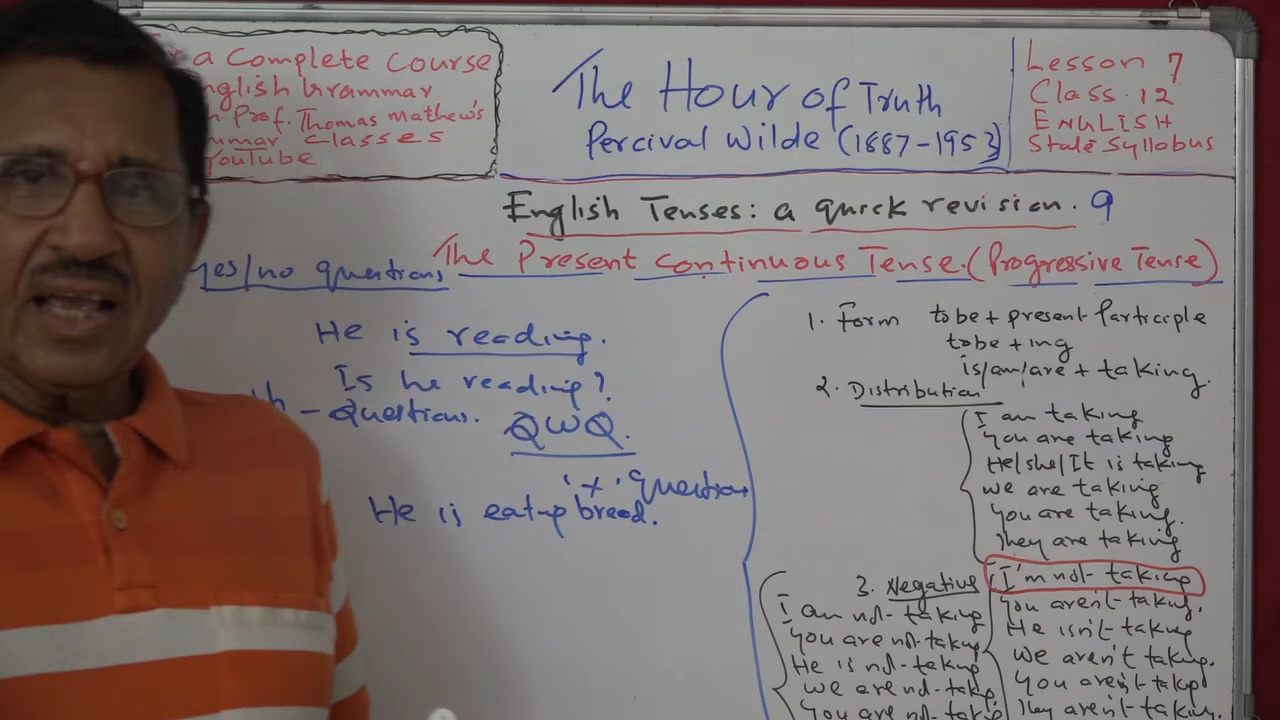 a Complete Course
nglish Grammar
h Prof. Thomas Mathew's
mmar Classes
YouTube
The Hour of Truth
Percival Wilde (1887-1953)
Lesson 7
Class. 12
ENGLISH
State Syllabus
English Tenses: a quick revision. 9
The Present Continuous Tense. (Progressive Tense)
yes/no questions
He is reading.
Is he reading?
th - Questions. QWQ.
'x' question
He is eating bread.
1. Form to be + present participle
to be + ing
is/am/are + taking.
2. Distribution
I am taking
You are taking
He/she/It is taking
we are taking
You are taking.
They are taking
3. Negative
I am not taking
You are not taking
He is not taking
we are not taking
You are not taking
I'm not taking
You aren't taking.
He isn't taking
We aren't taking.
You aren't taking
They aren't taking.